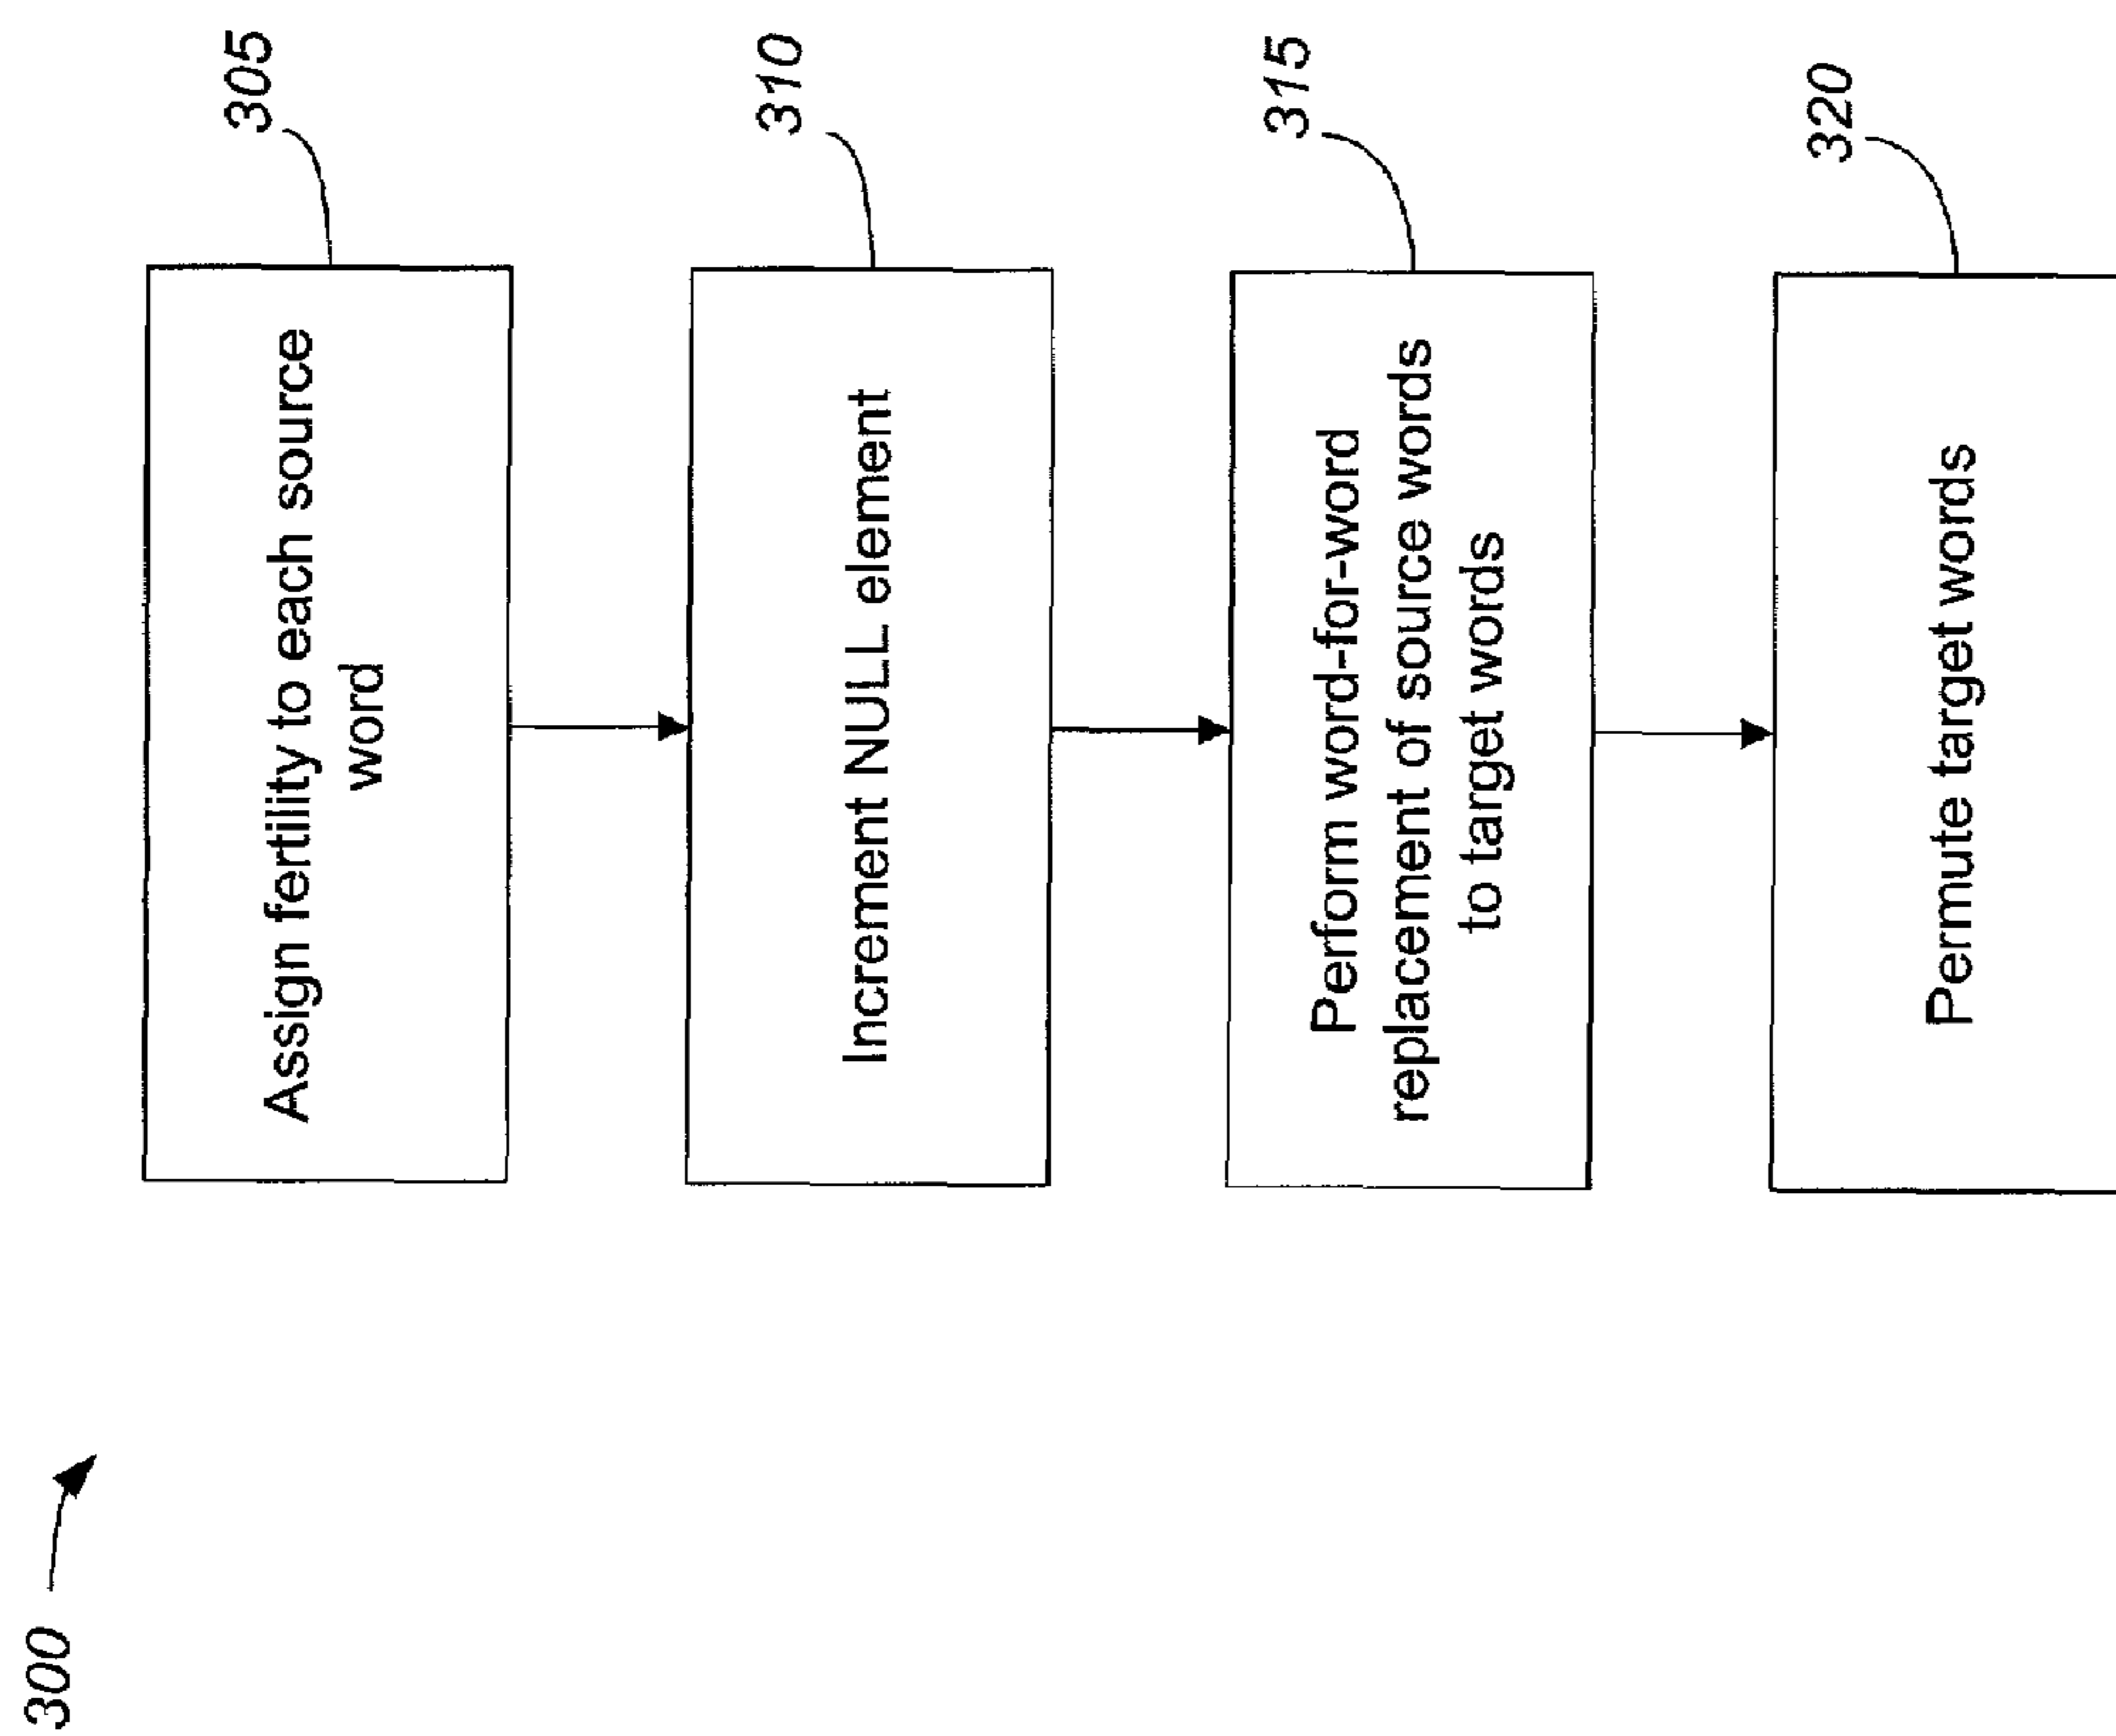 300
305
Assign fertility to each source
word
310
Increment NULL element
315
Perform word-for-word
replacement of source words
to target words
320
Permute target words